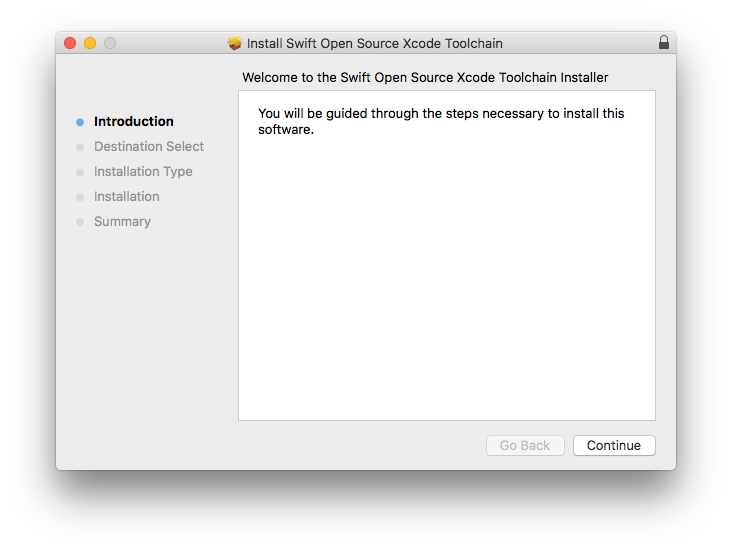 Install Swift Open Source Xcode Toolchain
Welcome to the Swift Open Source Xcode Toolchain Installer
Introduction
Destination Select
Installation Type
Installation
Summary
You will be guided through the steps necessary to install this
software.
Go Back
Continue